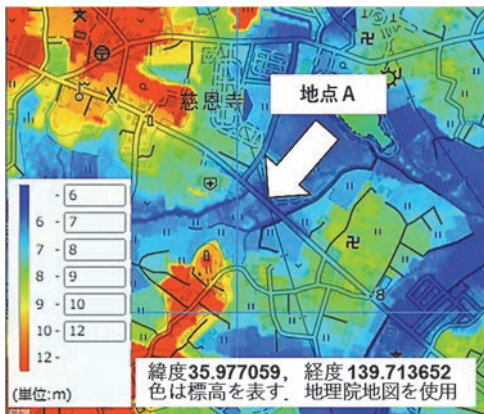 慈恩寺
地点A
8
- 6
6 - 7
7 - 8
8 - 9
9 - 10
10 - 12
12 -
(単位:m)
緯度35.977059, 経度139.713652
色は標高を表す. 地理院地図を使用